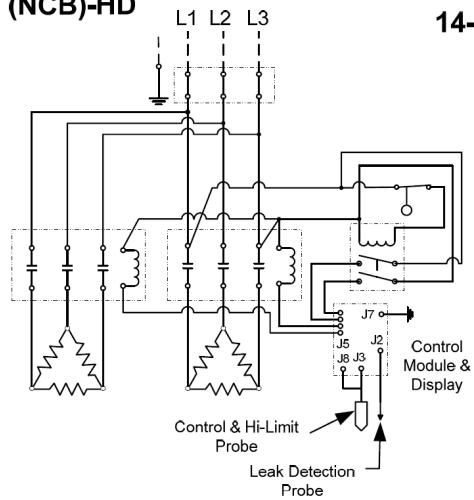 (NCB)-HD
14-
L1 L2 L3
J7
J5
J2
J8 J3
Control
Module &
Display
Control & Hi-Limit
Probe
Leak Detection
Probe